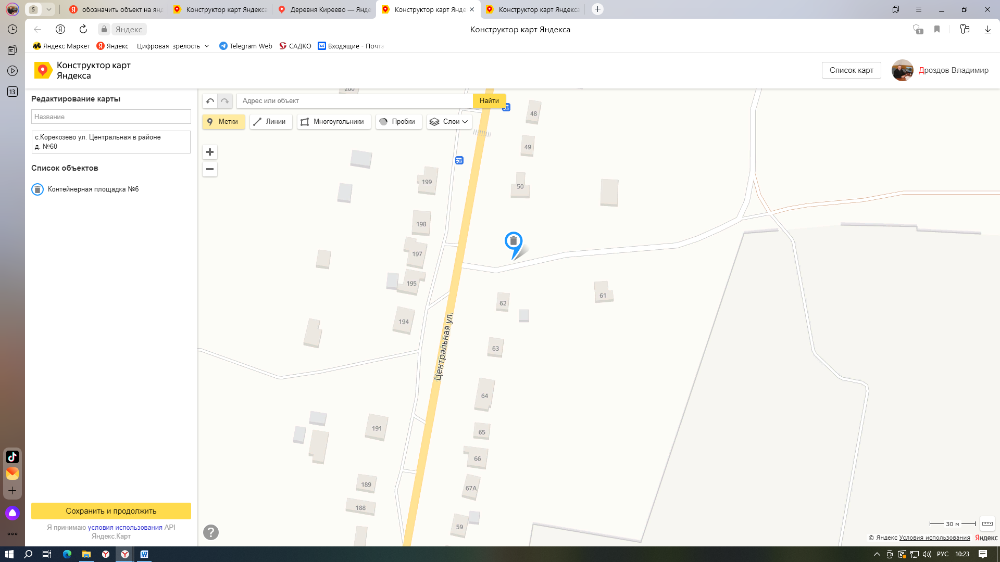 5
обозначить объект на янд
Конструктор карт Яндекса
Деревня Киреево — Янде
Конструктор карт Янде
Конструктор карт Яндекса
Яндекс
Конструктор карт Яндекса
1
Яндекс Маркет
Яндекс
Цифровая зрелость
Telegram Web
САДКО
Входящие - Почта
13
Конструктор карт
Яндекса
Список карт
Дроздов Владимир
Редактирование карты
Название
с.Корекозево ул. Центральная в районе
д. №60
Список объектов
Контейнерная площадка №6
Адрес или объект
Найти
Метки
Линии
Многоугольники
Пробки
Слои
200
48
49
50
199
198
197
195
194
62
61
63
64
65
66
67А
59
191
189
188
Центральная ул.
Сохранить и продолжить
Я принимаю условия использования API
Яндекс.Карт
?
30 м
© Яндекс Условия использования
Яндекс
РУС
10:23